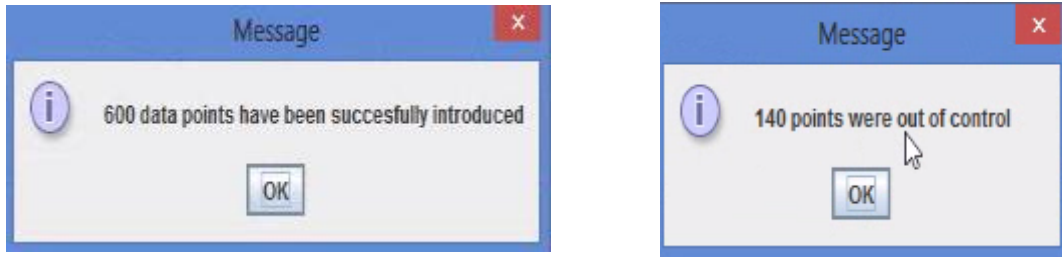 Message
x
i
600 data points have been succesfully introduced
OK
Message
x
i
140 points were out of control
OK